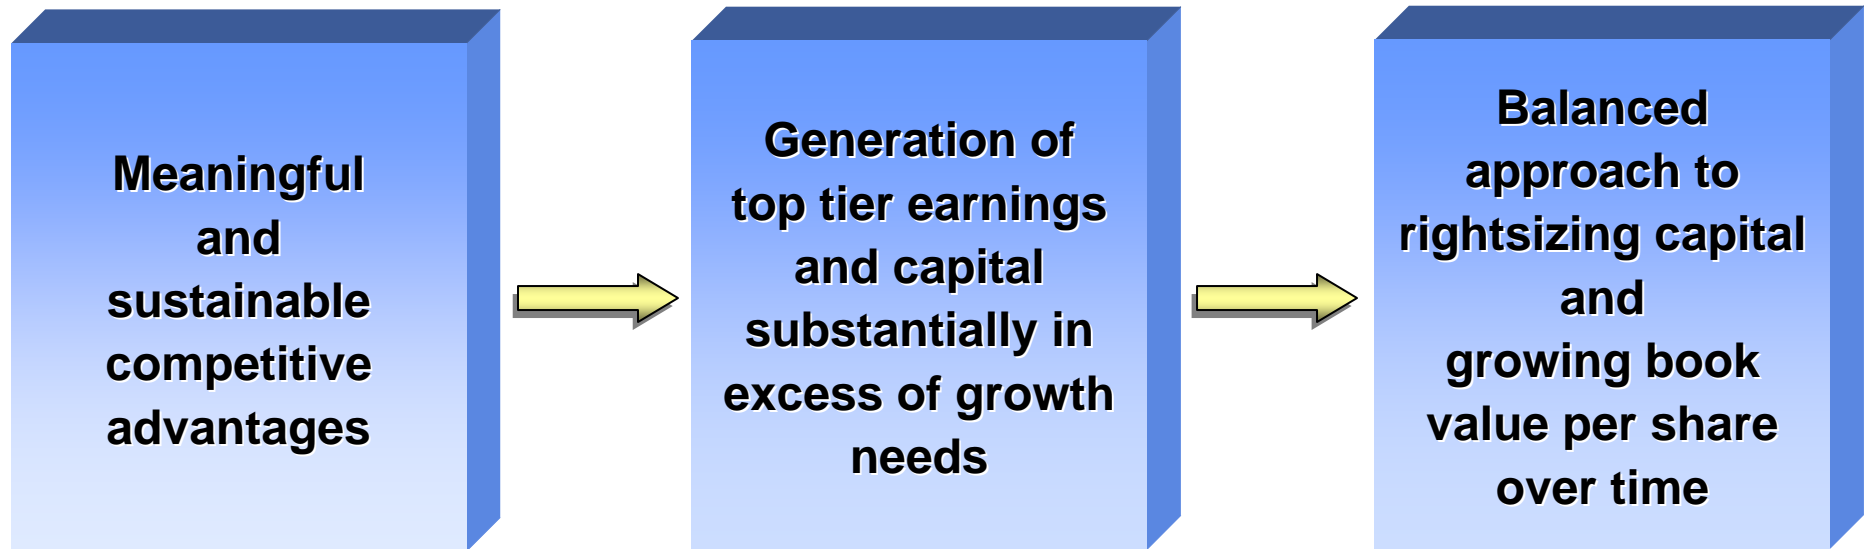 Meaningful
and
sustainable
competitive
advantages
Generation of
top tier earnings
and capital
substantially in
excess of growth
needs
Balanced
approach to
rightsizing capital
and
growing book
value per share
over time